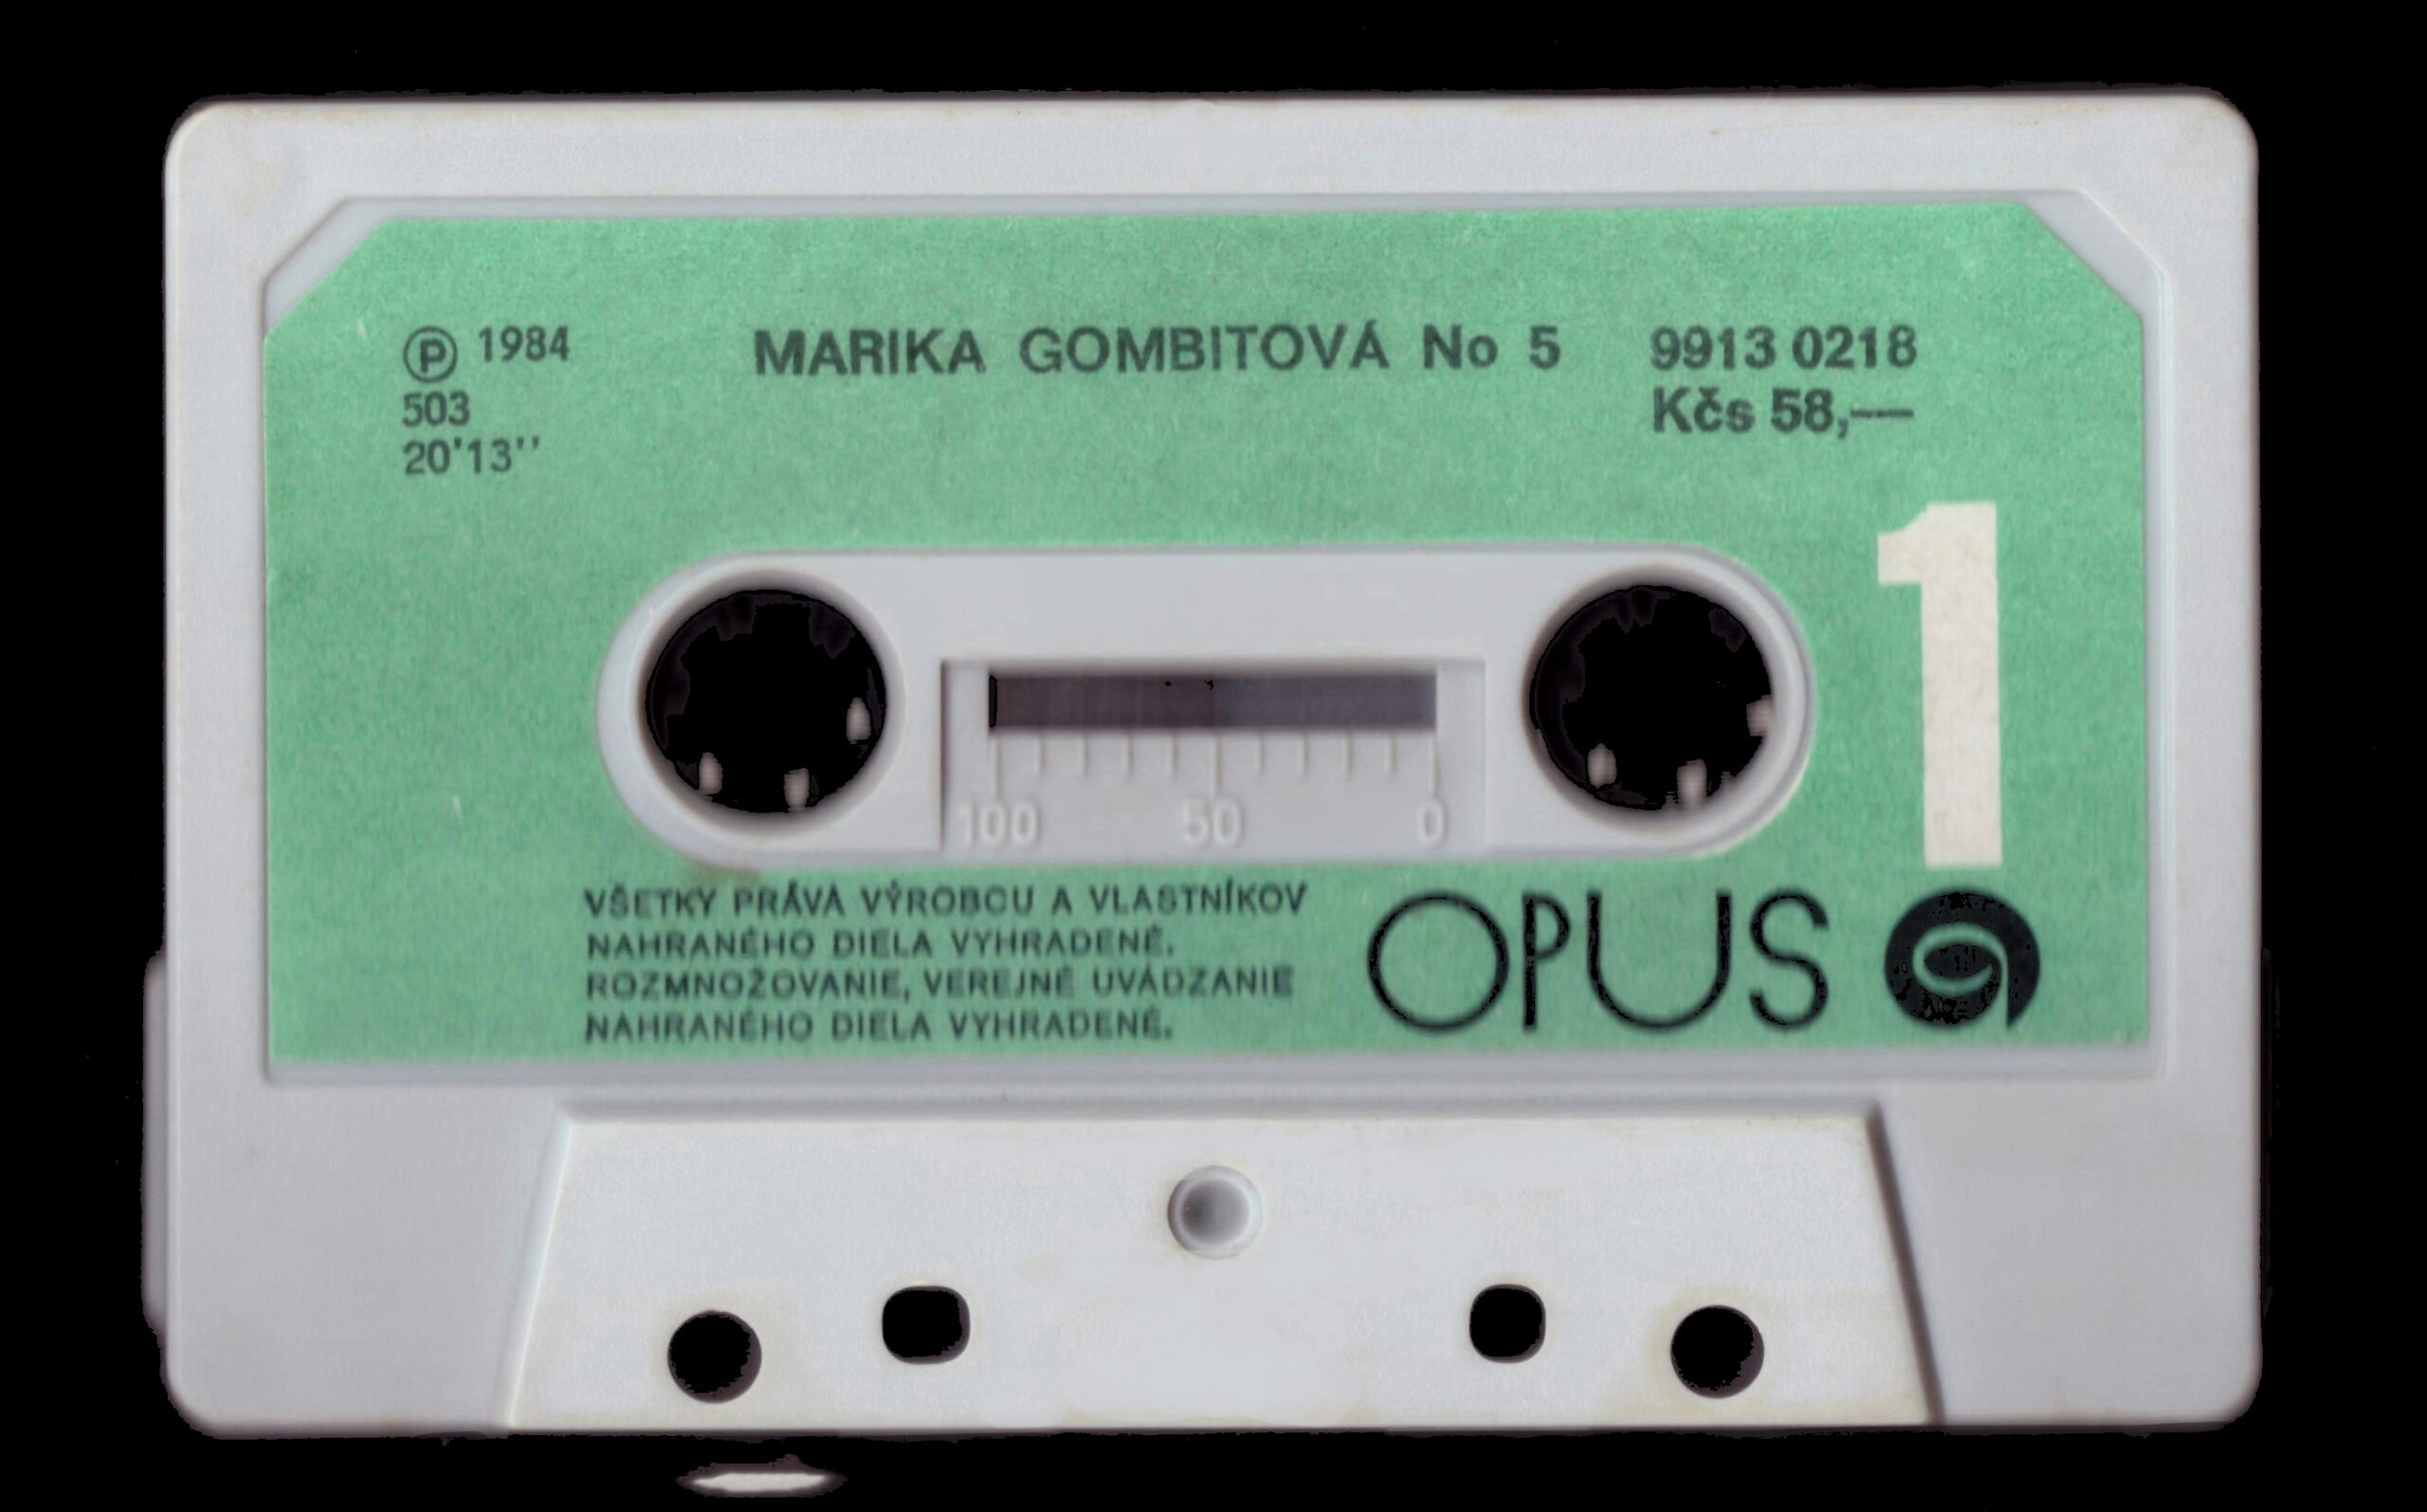 Ⓟ 1984
503
20'13''
MARIKA GOMBITOVÁ No 5
9913 0218
Kčs 58,—
1
100 50 0
VŠETKY PRÁVA VÝROBCU A VLASTNÍKOV
NAHRANÉHO DIELA VYHRADENÉ.
ROZMNOŽOVANIE, VEREJNÉ UVÁDZANIE
NAHRANÉHO DIELA VYHRADENÉ.
OPUS